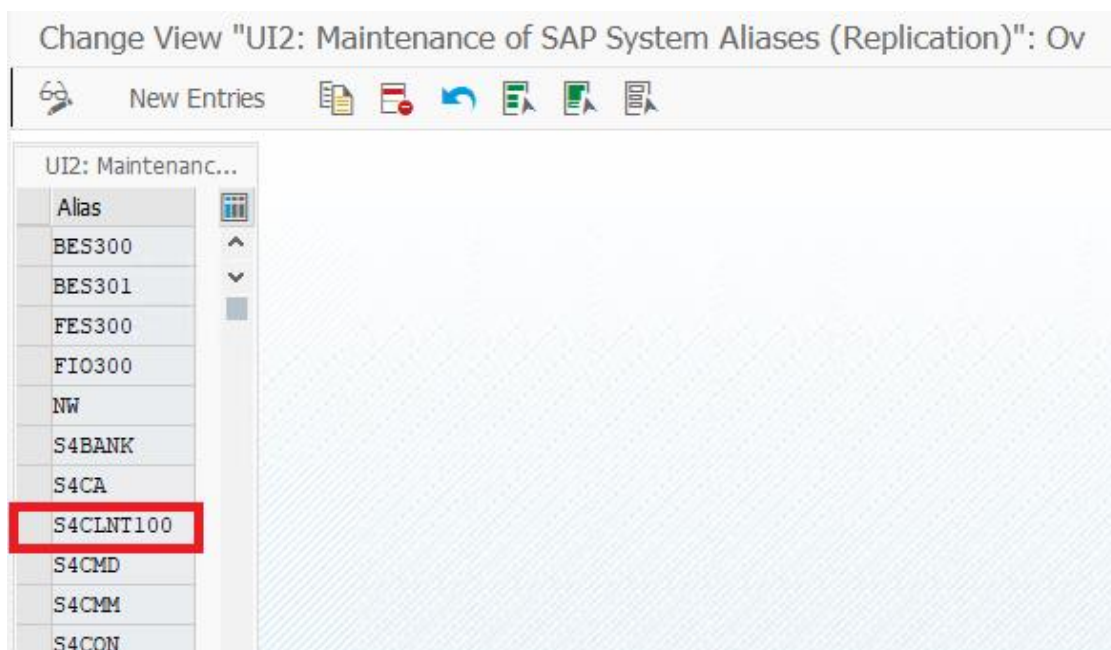 Change View "UI2: Maintenance of SAP System Aliases (Replication)": Ov
New Entries
UI2: Maintenanc...
Alias
BES300
BES301
FES300
FIO300
NW
S4BANK
S4CA
S4CLNT100
S4CMD
S4CMM
S4CON